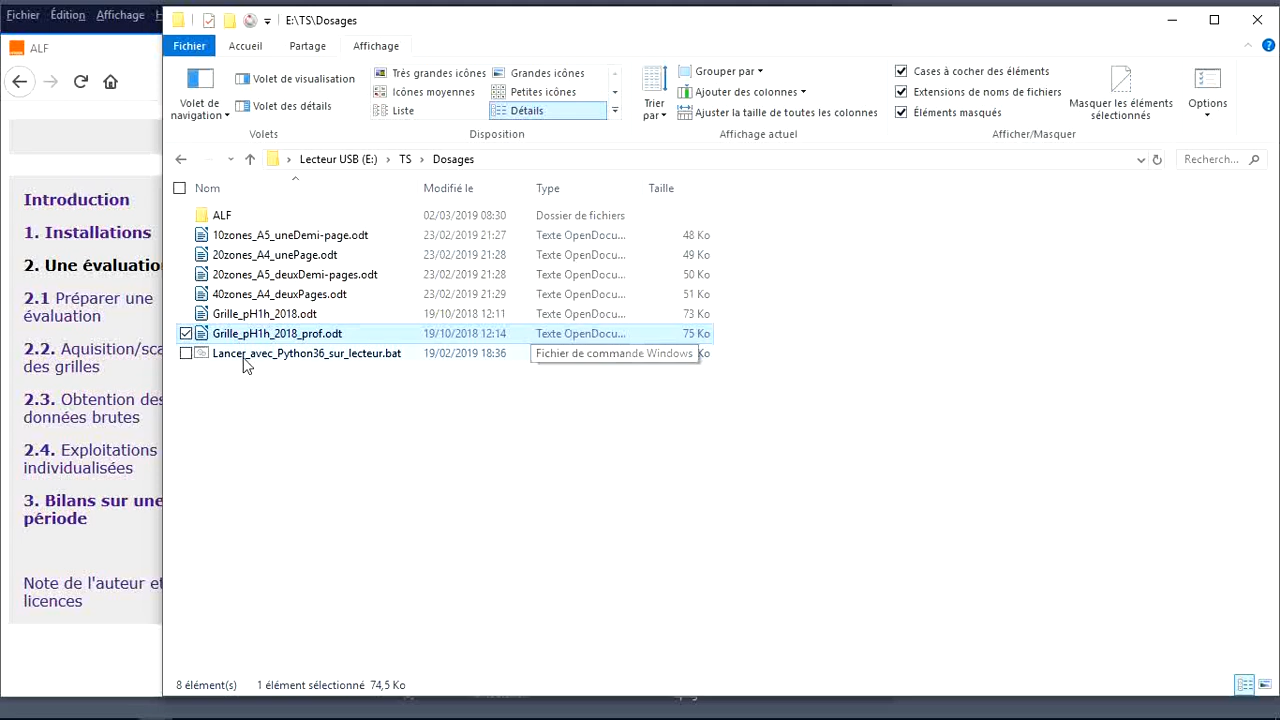 Fichier Édition Affichage
ALF
Introduction
1. Installations
2. Une évaluation
2.1 Préparer une
évaluation
2.2. Aquisition/sca
des grilles
2.3. Obtention des
données brutes
2.4. Exploitations
individualisées
3. Bilans sur une
période
Note de l'auteur et
licences
E:\TS\Dosages
Fichier Accueil Partage Affichage
Volet de navigation
Volet de visualisation
Volet des détails
Volets
Très grandes icônes Grandes icônes
Icônes moyennes Petites icônes
Liste Détails
Disposition
Trier par
Grouper par
Ajouter des colonnes
Ajuster la taille de toutes les colonnes
Affichage actuel
Cases à cocher des éléments
Extensions de noms de fichiers
Éléments masqués
Masquer les éléments sélectionnés
Options
Afficher/Masquer
Lecteur USB (E:) TS Dosages
Recherch...
Nom Modifié le Type Taille
ALF 02/03/2019 08:30 Dossier de fichiers
10zones_A5_uneDemi-page.odt 23/02/2019 21:27 Texte OpenDocu... 48 Ko
20zones_A4_unePage.odt 23/02/2019 21:28 Texte OpenDocu... 49 Ko
20zones_A5_deuxDemi-pages.odt 23/02/2019 21:28 Texte OpenDocu... 50 Ko
40zones_A4_deuxPages.odt 23/02/2019 21:29 Texte OpenDocu... 51 Ko
Grille_pH1h_2018.odt 19/10/2018 12:11 Texte OpenDocu... 73 Ko
Grille_pH1h_2018_prof.odt 19/10/2018 12:14 Texte OpenDocu... 75 Ko
Lancer_avec_Python36_sur_lecteur.bat 19/02/2019 18:36 Fichier de commande Windows Ko
8 élément(s) 1 élément sélectionné 74,5 Ko